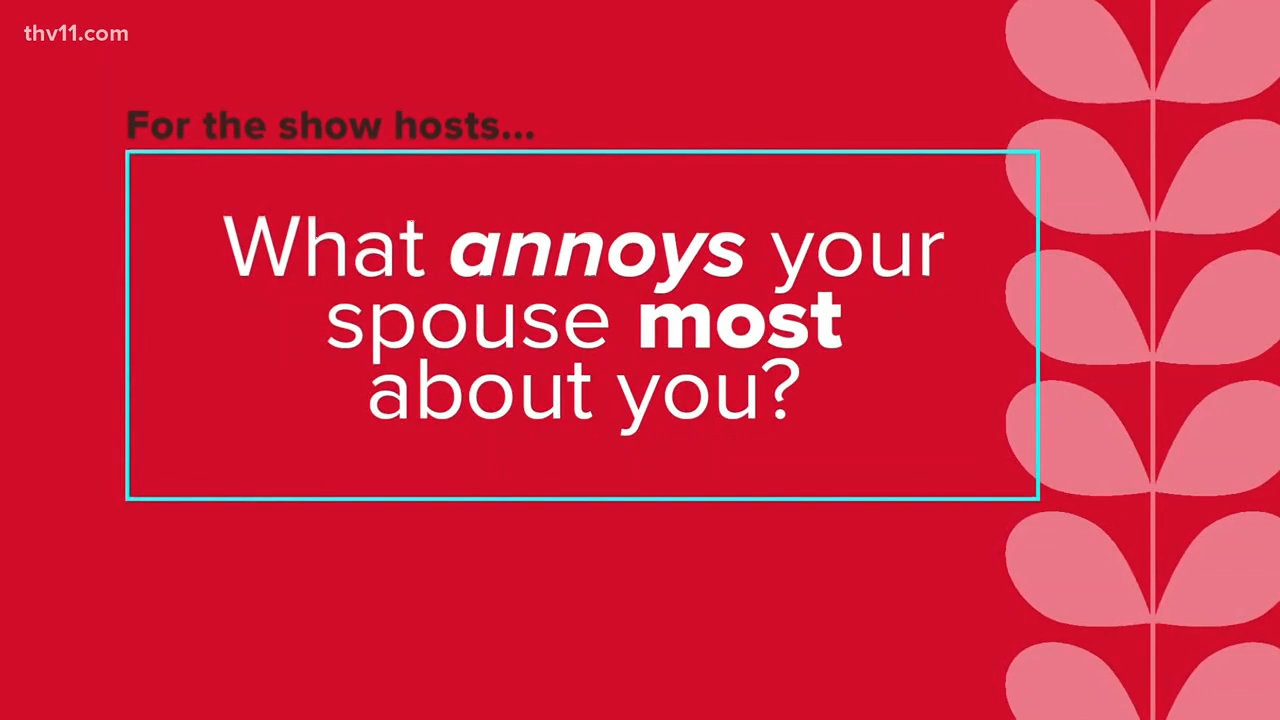 thv11.com
For the show hosts...
What annoys your
spouse most
about you?